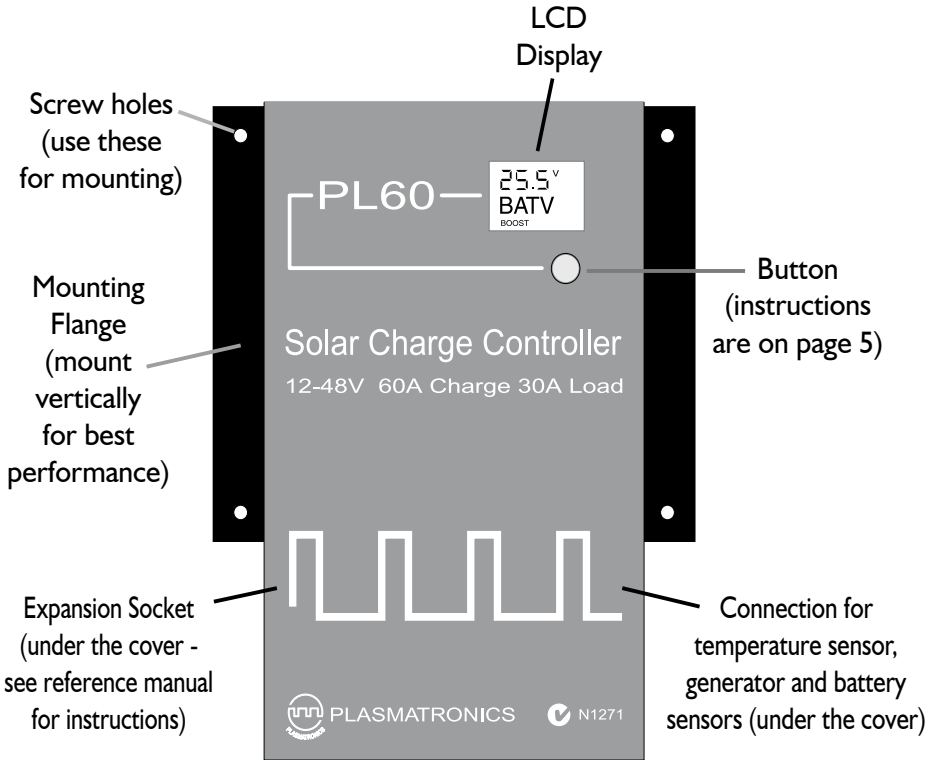 LCD
Display
Screw holes
(use these
for mounting)
25.5V
BATV
BOOST
PL60
Button
(instructions
are on page 5)
Mounting
Flange
(mount
vertically
for best
performance)
Solar Charge Controller
12-48V 60A Charge 30A Load
Expansion Socket
(under the cover -
see reference manual
for instructions)
Connection for
temperature sensor,
generator and battery
sensors (under the cover)
PLASMATRONICS
PLASMATRONICS
N1271